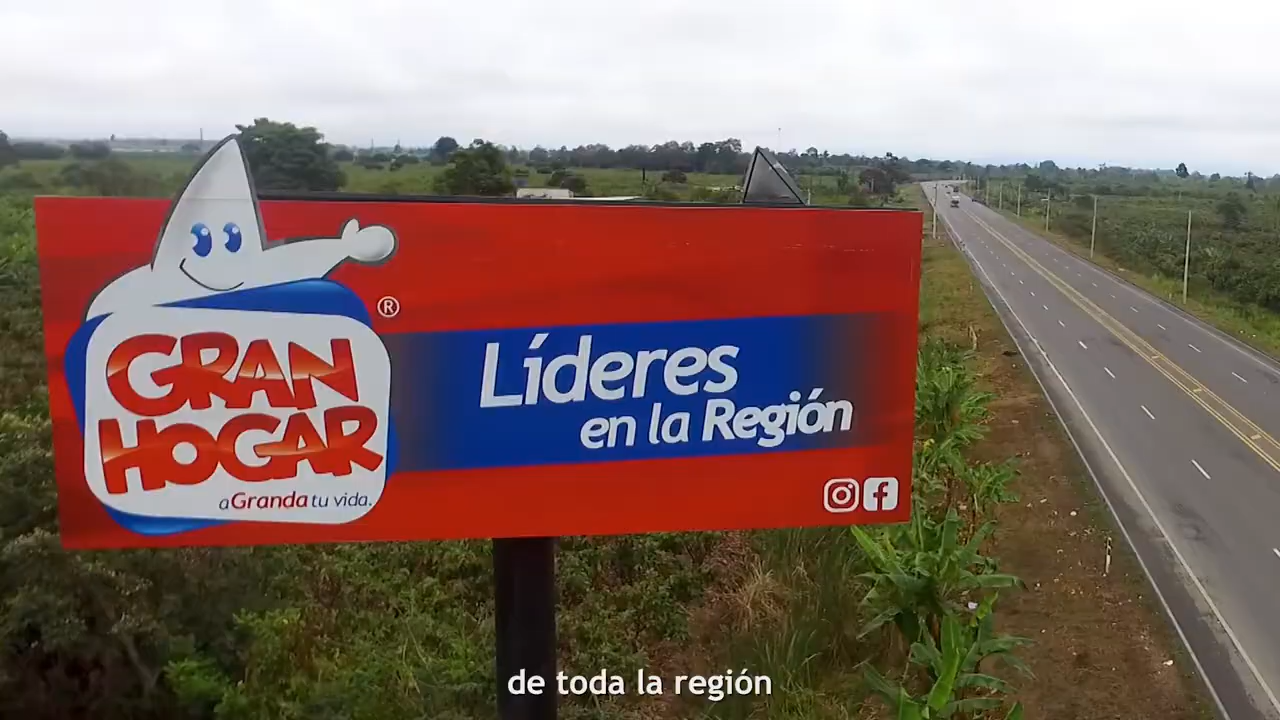 GRAN
HOGAR
®
aGranda tu vida.
Líderes
en la Región
de toda la región